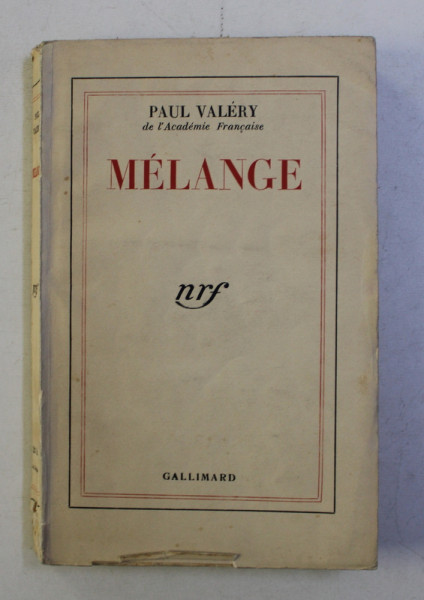 PAUL VALÉRY
de l'Académie Française
MÉLANGE
nrf
GALLIMARD